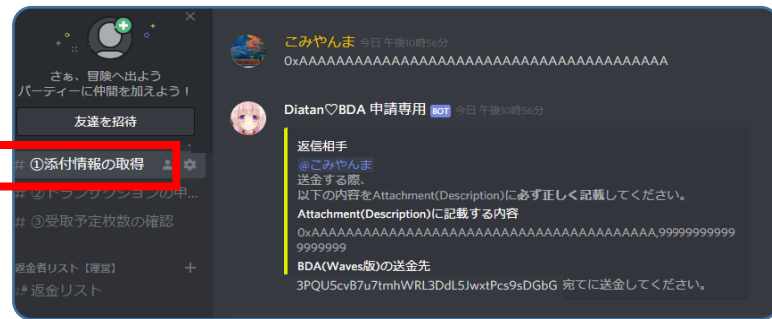 さぁ、冒険へ出よう
パーティーに仲間を加えよう！
友達を招待
# ①添付情報の取得
# ②トランザクションの申...
# ③受取予定枚数の確認
返金者リスト【運営】
# 返金リスト
こみやんま 今日 午後10時56分
0xAAAAAAAAAAAAAAAAAAAAAAAAAAAAAAAAAAAAAAAA
Diatan♡BDA 申請専用 BOT 今日 午後10時56分
返信相手
@こみやんま
送金する際、
以下の内容をAttachment(Description)に必ず正しく記載してください。
Attachment(Description)に記載する内容
0xAAAAAAAAAAAAAAAAAAAAAAAAAAAAAAAAAAAAAAAA,99999999999
9999999
BDA(Waves版)の送金先
3PQU5cvB7u7tmhWRL3DdL5JwxtPcs9sDGbG 宛てに送金してください。